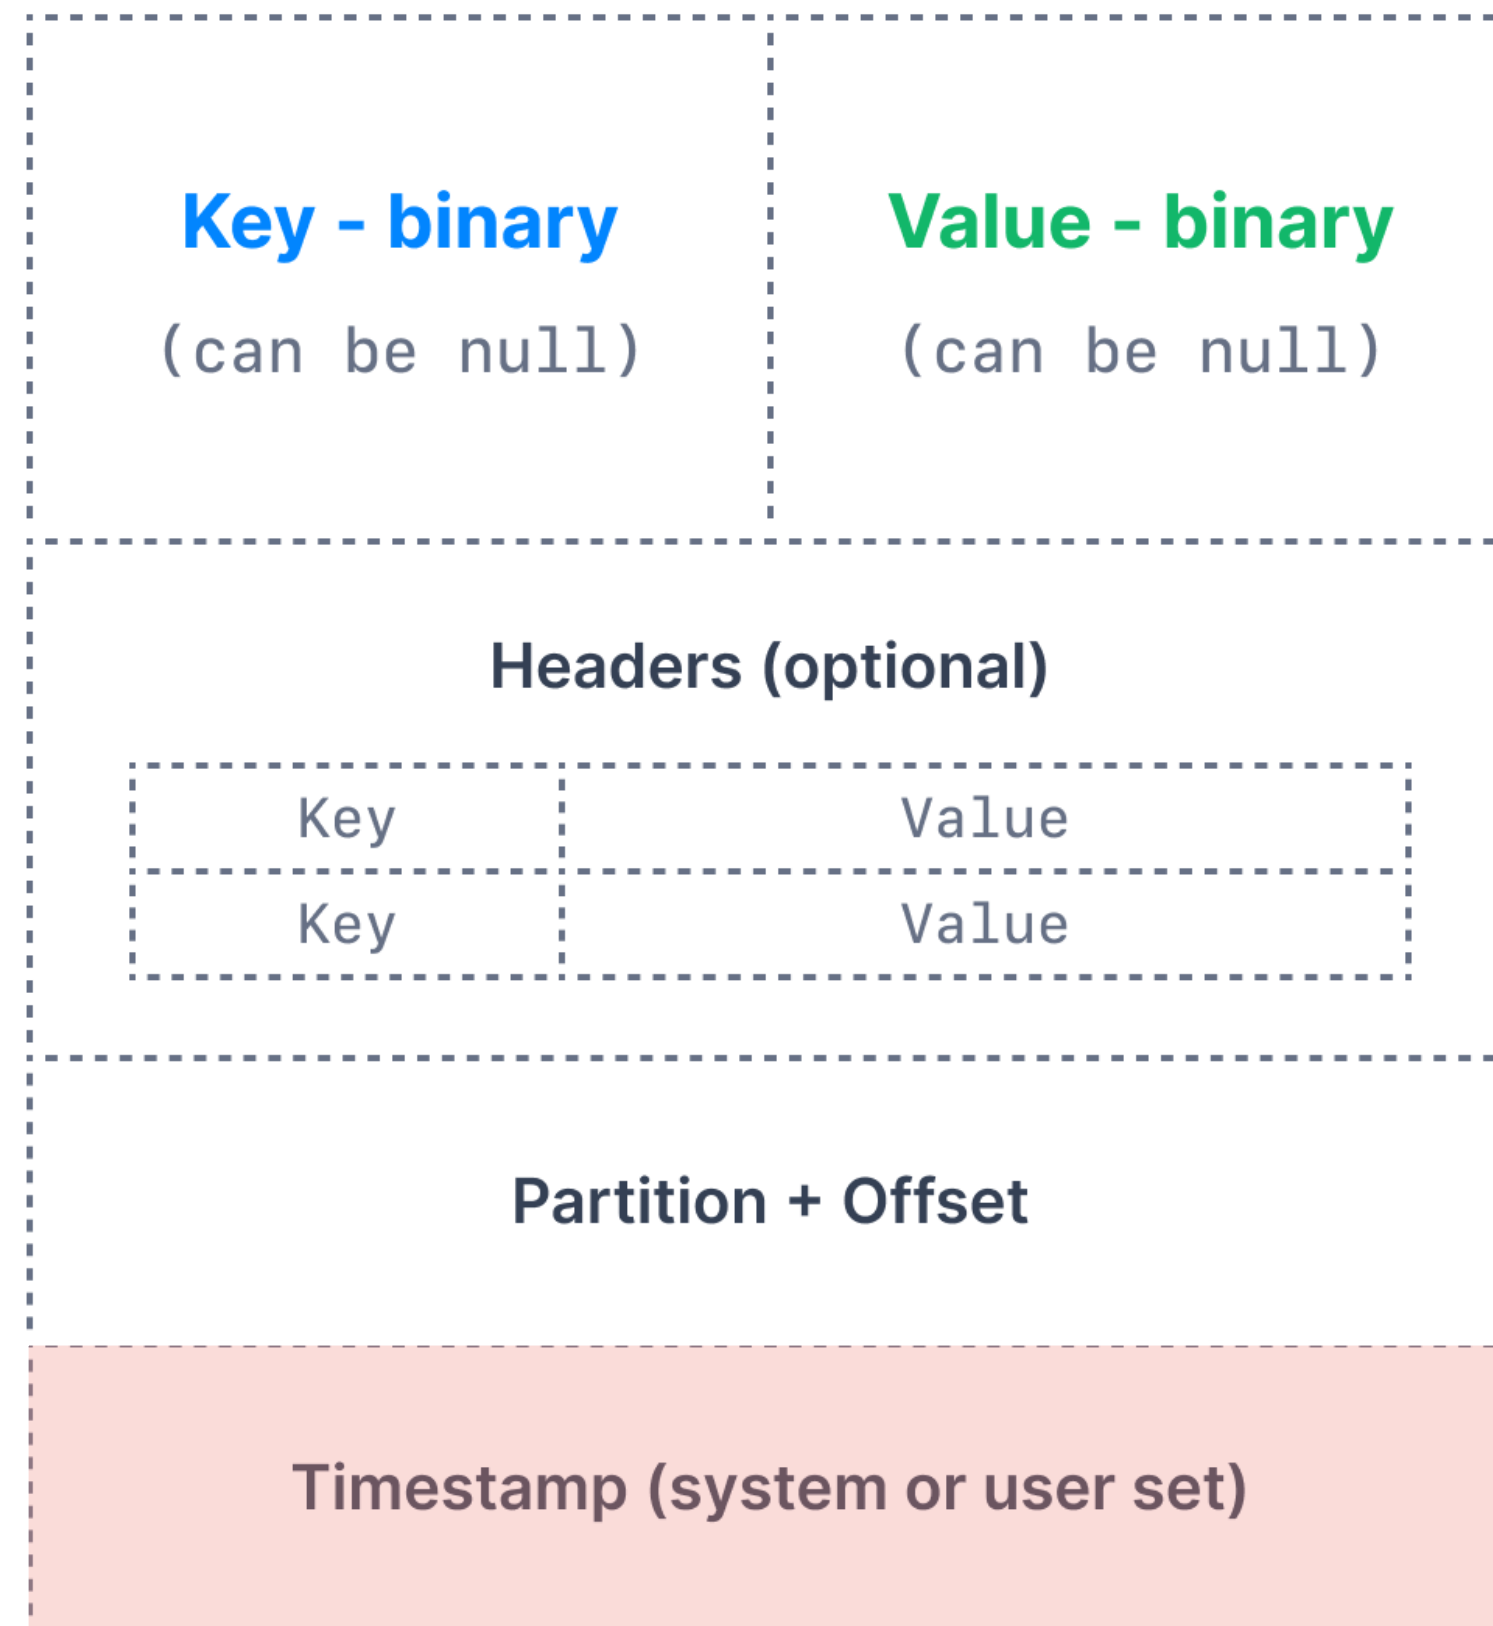 Key - binary
(can be null)
Value - binary
(can be null)
Headers (optional)
Key Value
Key Value
Partition + Offset
Timestamp (system or user set)